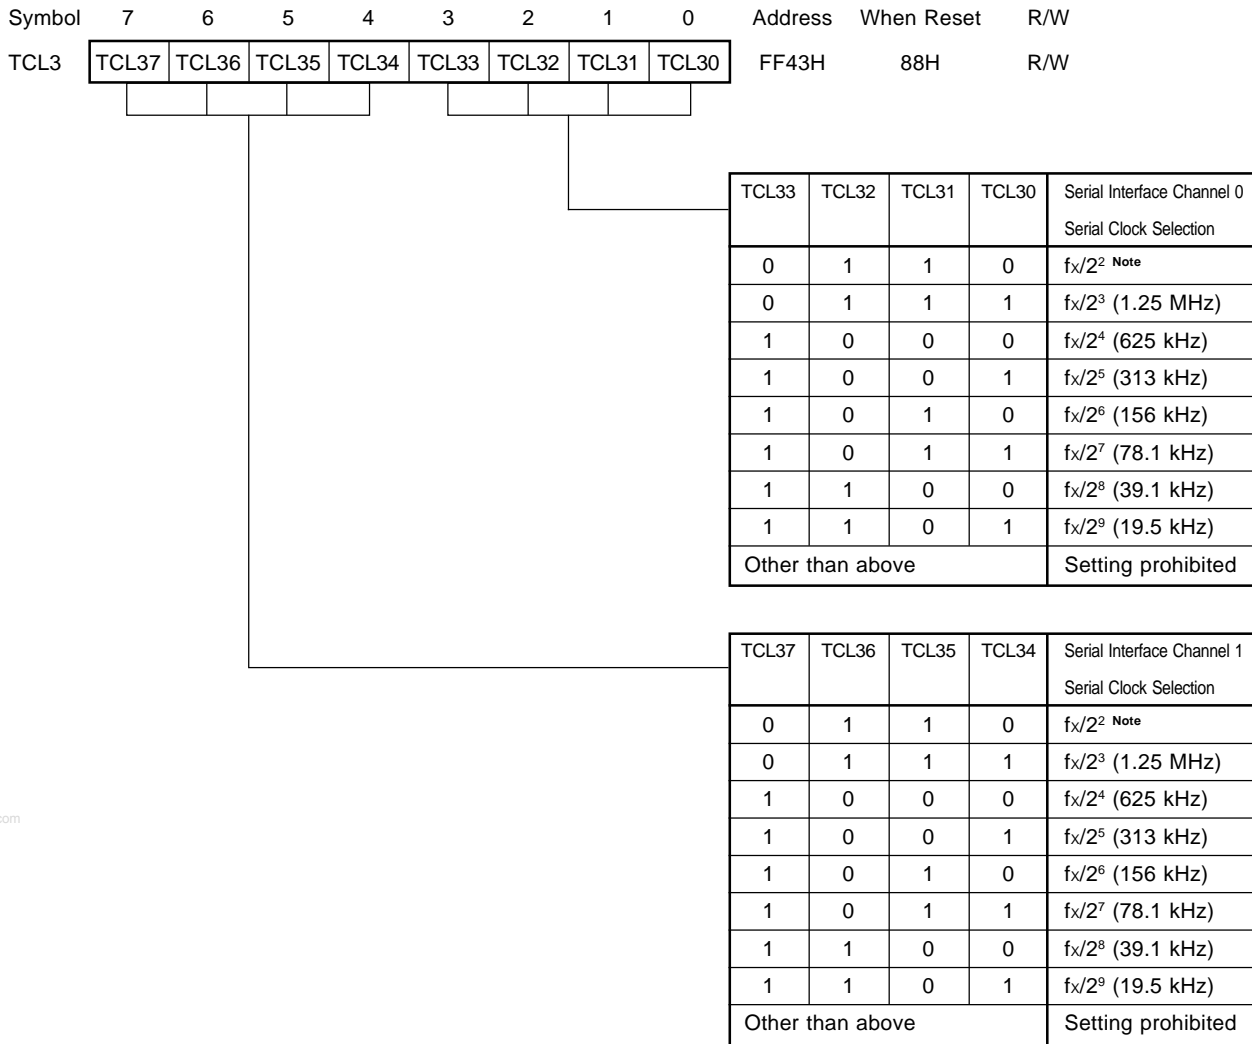 Symbol 7 6 5 4 3 2 1 0 Address When Reset R/W
TCL3 TCL37 TCL36 TCL35 TCL34 TCL33 TCL32 TCL31 TCL30 FF43H 88H R/W
TCL33 TCL32 TCL31 TCL30 Serial Interface Channel 0
Serial Clock Selection
0 1 1 0 fx/2² Note
0 1 1 1 fx/2³ (1.25 MHz)
1 0 0 0 fx/2⁴ (625 kHz)
1 0 0 1 fx/2⁵ (313 kHz)
1 0 1 0 fx/2⁶ (156 kHz)
1 0 1 1 fx/2⁷ (78.1 kHz)
1 1 0 0 fx/2⁸ (39.1 kHz)
1 1 0 1 fx/2⁹ (19.5 kHz)
Other than above Setting prohibited
TCL37 TCL36 TCL35 TCL34 Serial Interface Channel 1
Serial Clock Selection
0 1 1 0 fx/2² Note
0 1 1 1 fx/2³ (1.25 MHz)
1 0 0 0 fx/2⁴ (625 kHz)
com
1 0 0 1 fx/2⁵ (313 kHz)
1 0 1 0 fx/2⁶ (156 kHz)
1 0 1 1 fx/2⁷ (78.1 kHz)
1 1 0 0 fx/2⁸ (39.1 kHz)
1 1 0 1 fx/2⁹ (19.5 kHz)
Other than above Setting prohibited